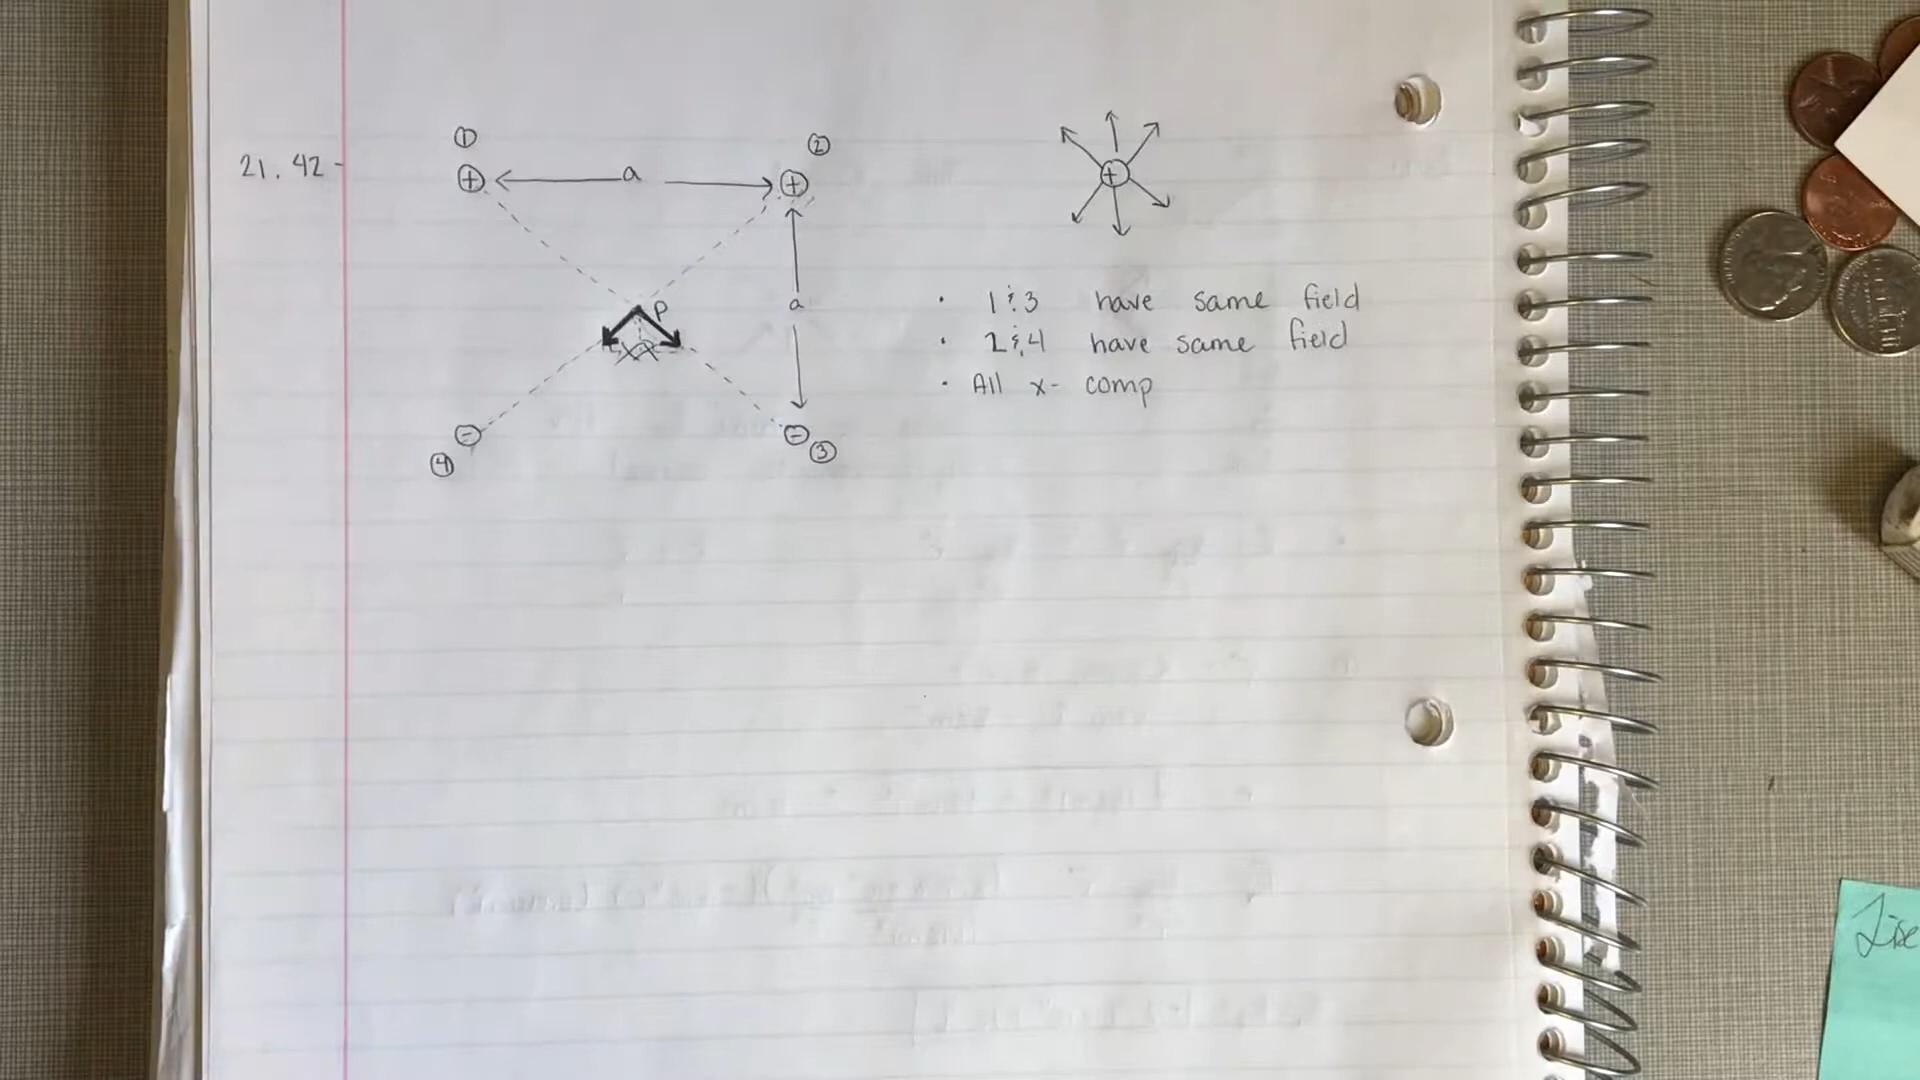 21.42
① ②
+ a +
P
a
- -
④ ③
+
· 1 & 3 have same field
· 2 & 4 have same field
· All x- comp